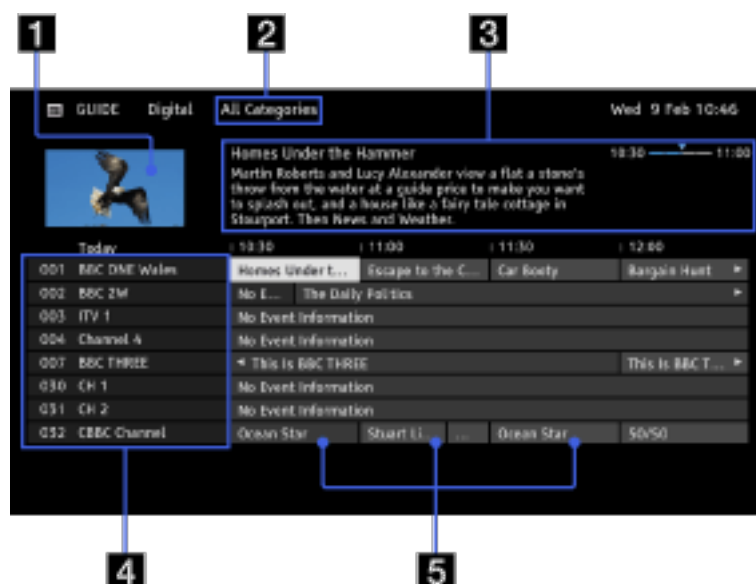 1
2
3
GUIDE Digital All Categories Wed 9 Feb 10:46
Homes Under the Hammer 10:30 11:00
Martin Roberts and Lucy Alexander view a flat a stone's
throw from the water at a guide price to make you want
to splash out, and a house like a fairy tale cottage in
Stourport. Then News and Weather.
Today 10:30 11:00 11:30 12:00
001 BBC ONE Wales Homes Under t... Escape to the C... Car Booty Bargain Hunt
002 BBC 2W No E... The Daily Politics
003 ITV 1 No Event Information
004 Channel 4 No Event Information
007 BBC THREE This Is BBC THREE This Is BBC T...
030 CH 1 No Event Information
031 CH 2 No Event Information
032 CBBC Channel Ocean Star Stuart Li... ... Ocean Star 50/50
4
5